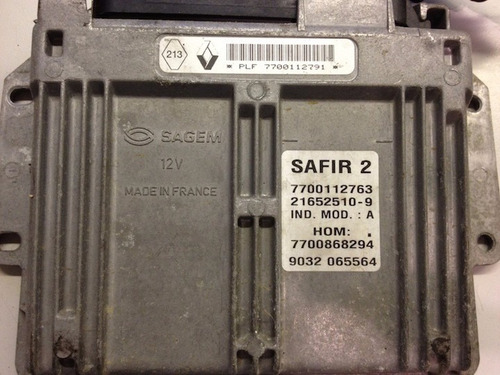 213
* PLF 7700112791 *
SAGEM
12V
MADE IN FRANCE
SAFIR 2
7700112763
21652510-9
IND. MOD. : A
HOM: .
7700868294
9032 065564